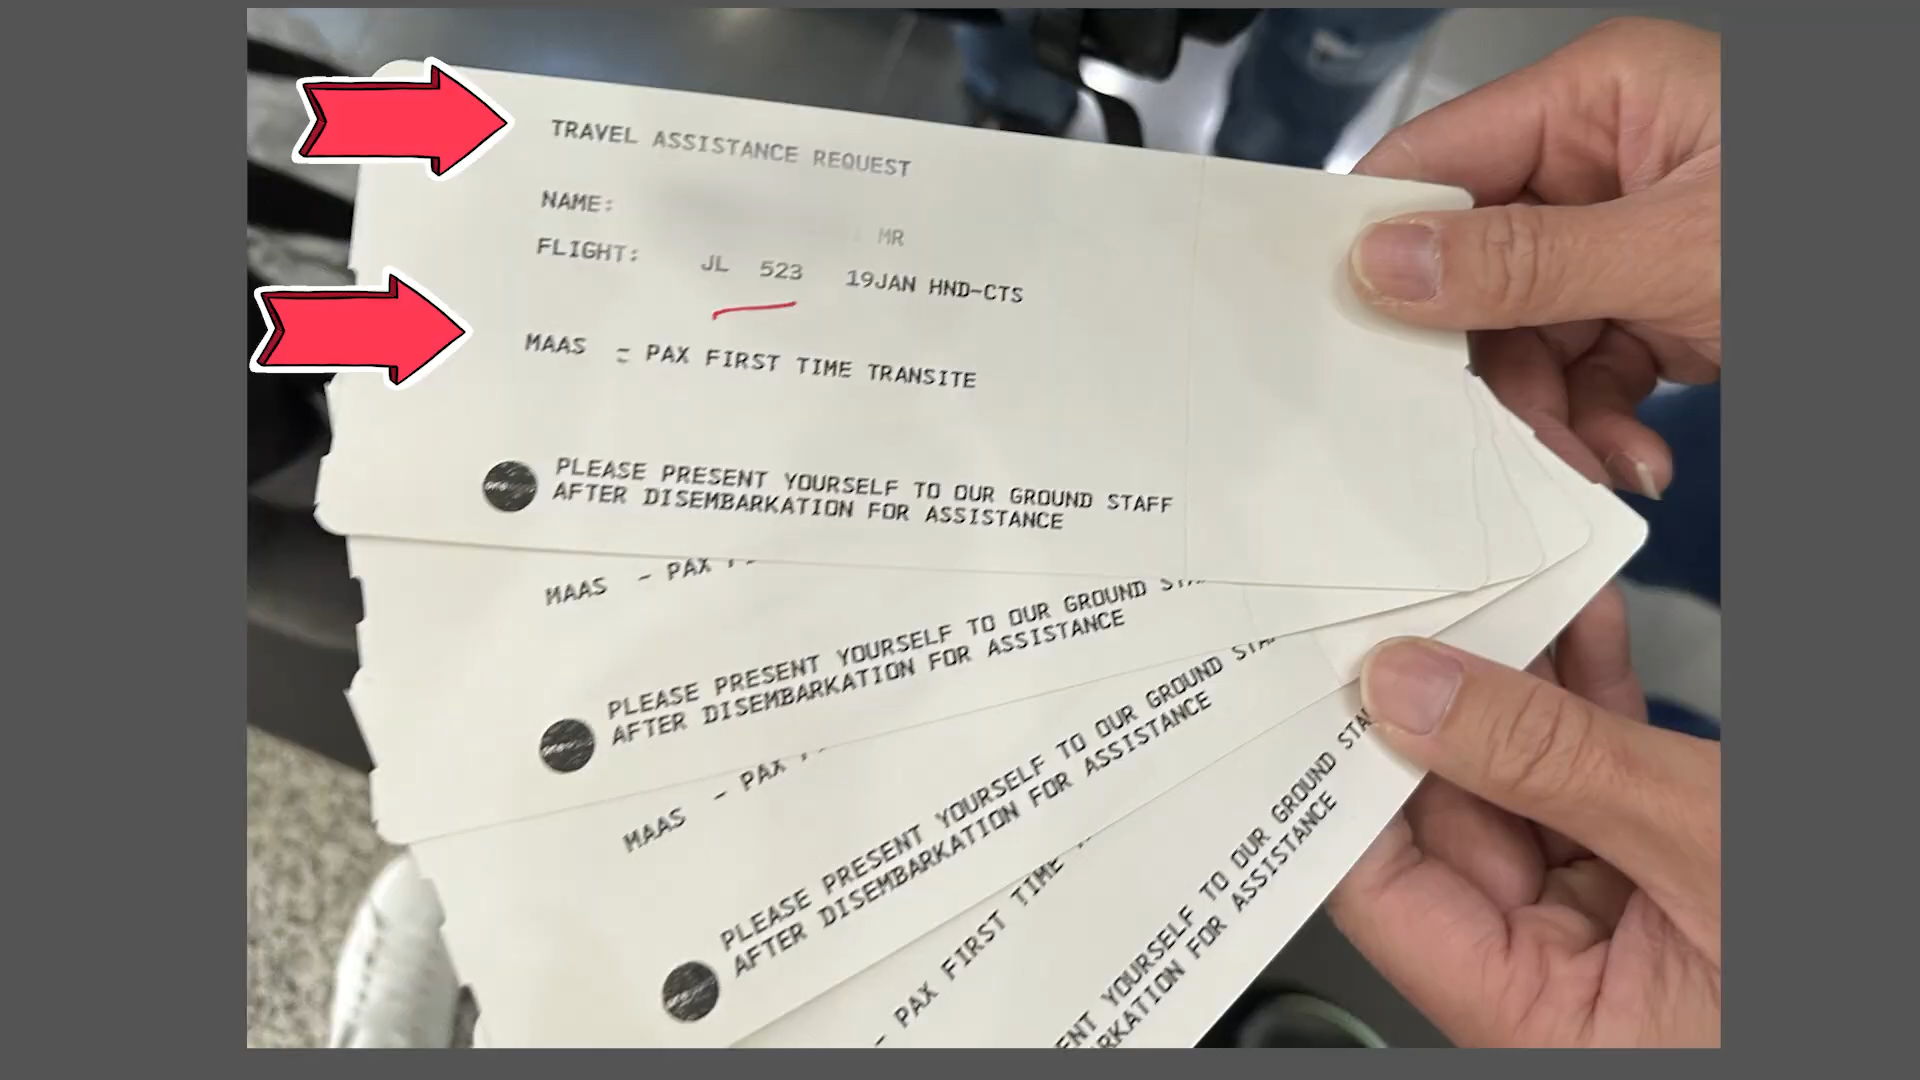 TRAVEL ASSISTANCE REQUEST
NAME:
MR
FLIGHT: JL 523 19JAN HND-CTS
MAAS - PAX FIRST TIME TRANSITE
PLEASE PRESENT YOURSELF TO OUR GROUND STAFF
AFTER DISEMBARKATION FOR ASSISTANCE
MAAS - PAX
PLEASE PRESENT YOURSELF TO OUR GROUND
AFTER DISEMBARKATION FOR ASSISTANCE
MAAS - PAX
PLEASE PRESENT YOURSELF TO OUR GROUND
AFTER DISEMBARKATION FOR ASSISTANCE
- PAX FIRST TIME
YOURSELF TO OUR GROUND
FOR ASSISTANCE